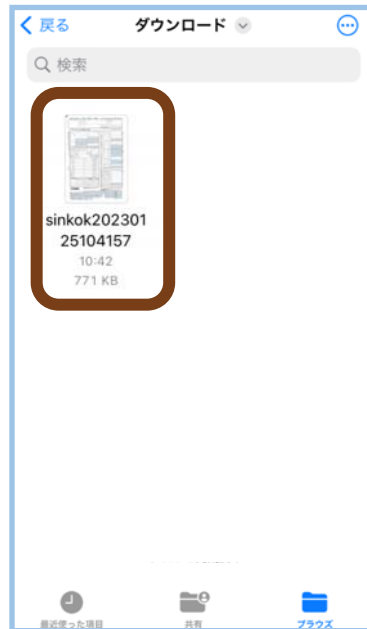 戻る ダウンロード
検索
sinkok202301
25104157
10:42
771 KB
最近使った項目 共有 ブラウズ